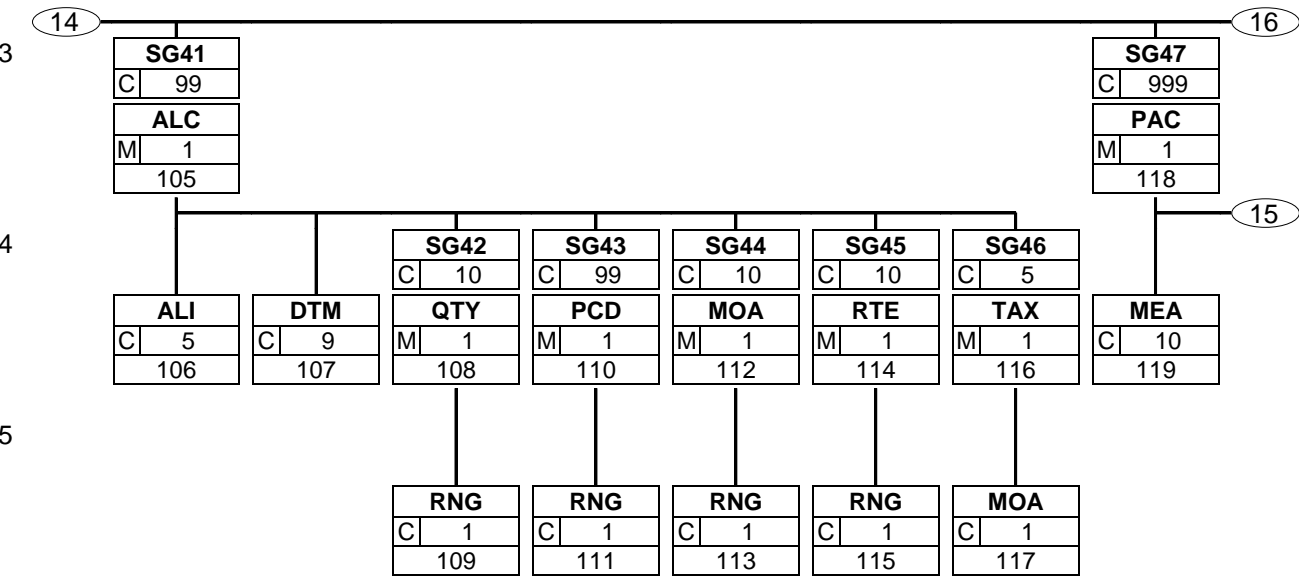 14 16
3
SG41 SG47
C 99 C 999
ALC PAC
M 1 M 1
105 118
15
4
SG42 SG43 SG44 SG45 SG46
C 10 C 99 C 10 C 10 C 5
ALI DTM QTY PCD MOA RTE TAX MEA
C 5 C 9 M 1 M 1 M 1 M 1 M 1 C 10
106 107 108 110 112 114 116 119
5
RNG RNG RNG RNG MOA
C 1 C 1 C 1 C 1 C 1
109 111 113 115 117